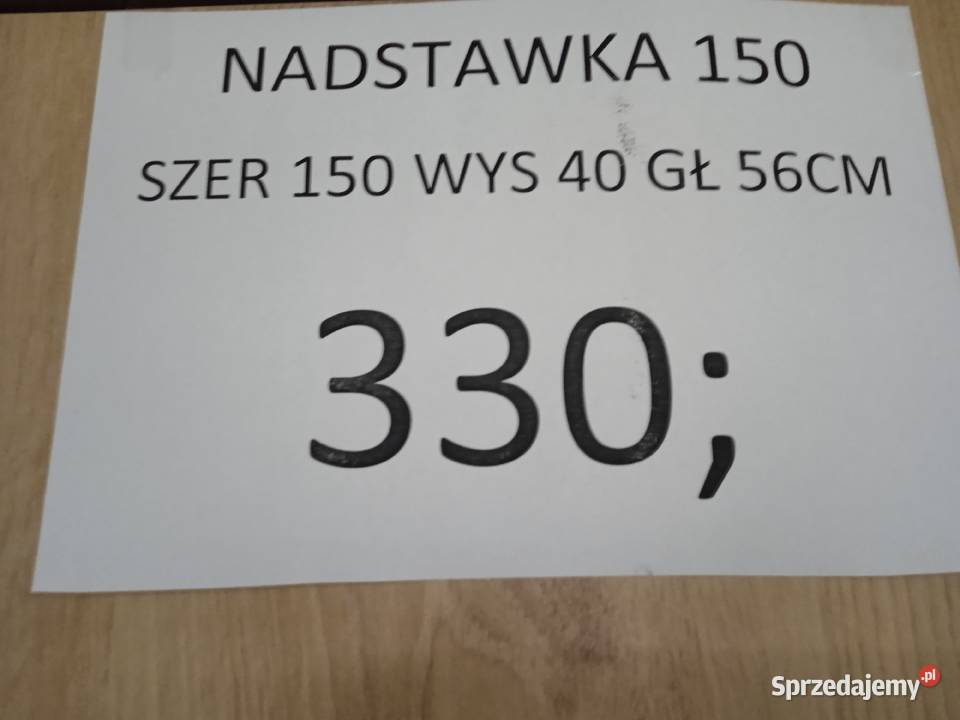 NADSTAWKA 150
SZER 150 WYS 40 GŁ 56CM
330;
Sprzedajemy.pl